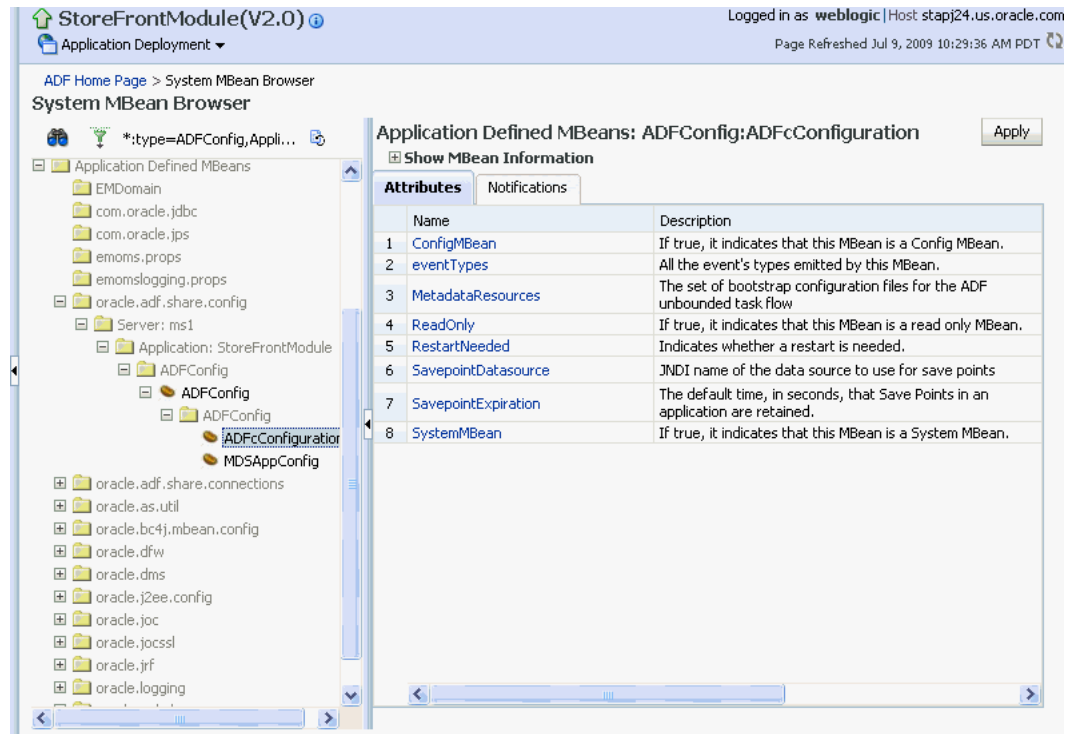 StoreFrontModule(V2.0)
Logged in as weblogic|Host stapj24.us.oracle.com
Application Deployment
Page Refreshed Jul 9, 2009 10:29:36 AM PDT
ADF Home Page > System MBean Browser
System MBean Browser
*:type=ADFConfig,Appli...
Application Defined MBeans
EMDomain
com.oracle.jdbc
com.oracle.jps
emoms.props
emomslogging.props
oracle.adf.share.config
Server: ms1
Application: StoreFrontModule
ADFConfig
ADFConfig
ADFConfig
ADFcConfiguration
MDSAppConfig
oracle.adf.share.connections
oracle.as.util
oracle.bc4j.mbean.config
oracle.dfw
oracle.dms
oracle.j2ee.config
oracle.joc
oracle.jocssl
oracle.jrf
oracle.logging
Application Defined MBeans: ADFConfig:ADFcConfiguration
Apply
Show MBean Information
Attributes Notifications
Name Description
1 ConfigMBean If true, it indicates that this MBean is a Config MBean.
2 eventTypes All the event's types emitted by this MBean.
3 MetadataResources The set of bootstrap configuration files for the ADF
unbounded task flow
4 ReadOnly If true, it indicates that this MBean is a read only MBean.
5 RestartNeeded Indicates whether a restart is needed.
6 SavepointDatasource JNDI name of the data source to use for save points
7 SavepointExpiration The default time, in seconds, that Save Points in an
application are retained.
8 SystemMBean If true, it indicates that this MBean is a System MBean.